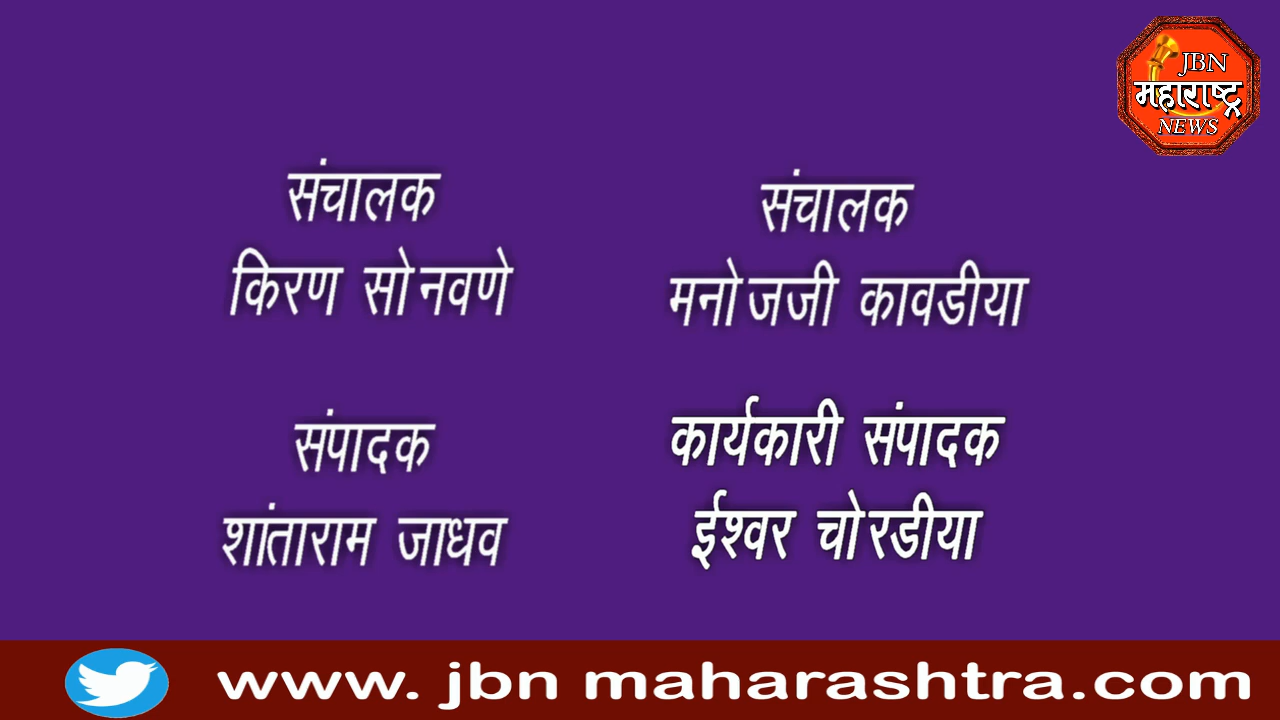 JBN
महाराष्ट्र
NEWS
संचालक
किरण सोनवणे
संचालक
मनोजजी कावडीया
संपादक
शांताराम जाधव
कार्यकारी संपादक
ईश्वर चोरडीया
www. jbn maharashtra.com